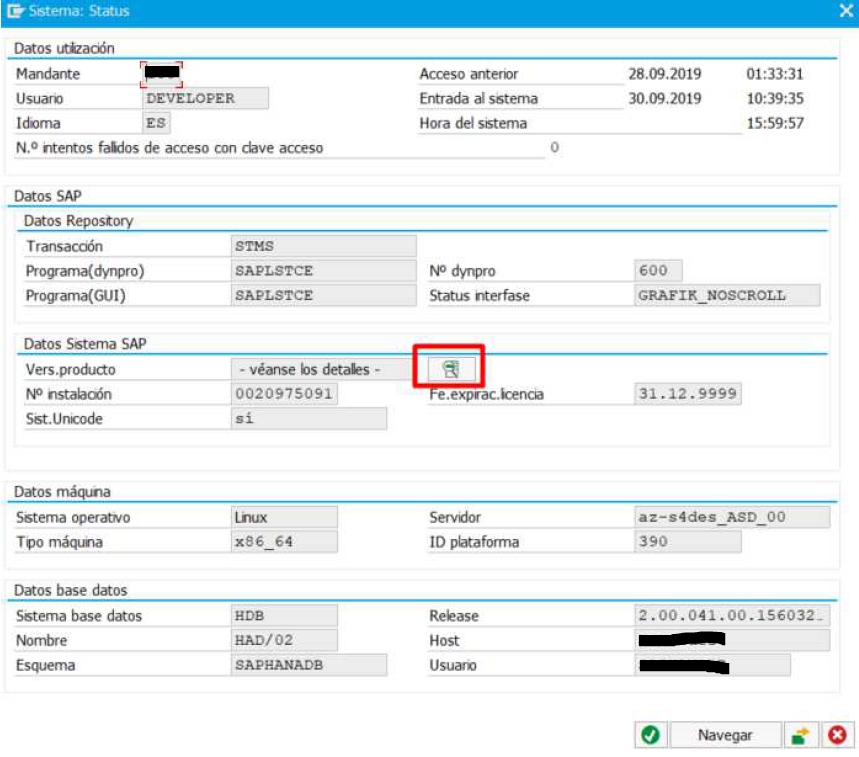 Sistema: Status
Datos utilización
Mandante Acceso anterior 28.09.2019 01:33:31
Usuario DEVELOPER Entrada al sistema 30.09.2019 10:39:35
Idioma ES Hora del sistema 15:59:57
N.º intentos fallidos de acceso con clave acceso 0
Datos SAP
Datos Repository
Transacción STMS
Programa(dynpro) SAPLSTCE Nº dynpro 600
Programa(GUI) SAPLSTCE Status interfase GRAFIK_NOSCROLL
Datos Sistema SAP
Vers.producto - véanse los detalles -
Nº instalación 0020975091 Fe.expirac.licencia 31.12.9999
Sist.Unicode sí
Datos máquina
Sistema operativo Linux Servidor az-s4des_ASD_00
Tipo máquina x86_64 ID plataforma 390
Datos base datos
Sistema base datos HDB Release 2.00.041.00.156032_
Nombre HAD/02 Host
Esquema SAPHANADB Usuario
Navegar